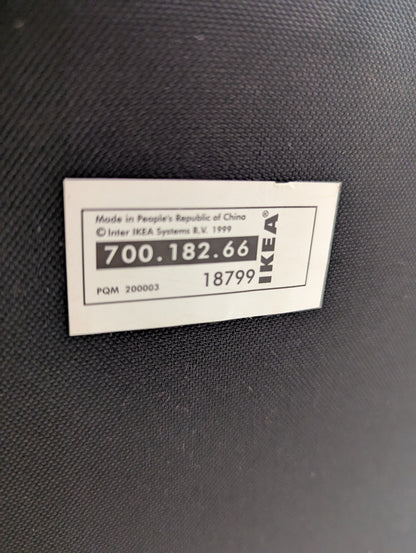 Made in People's Republic of China
© Inter IKEA Systems B.V. 1999
700.182.66
18799
PQM 200003
IKEA®